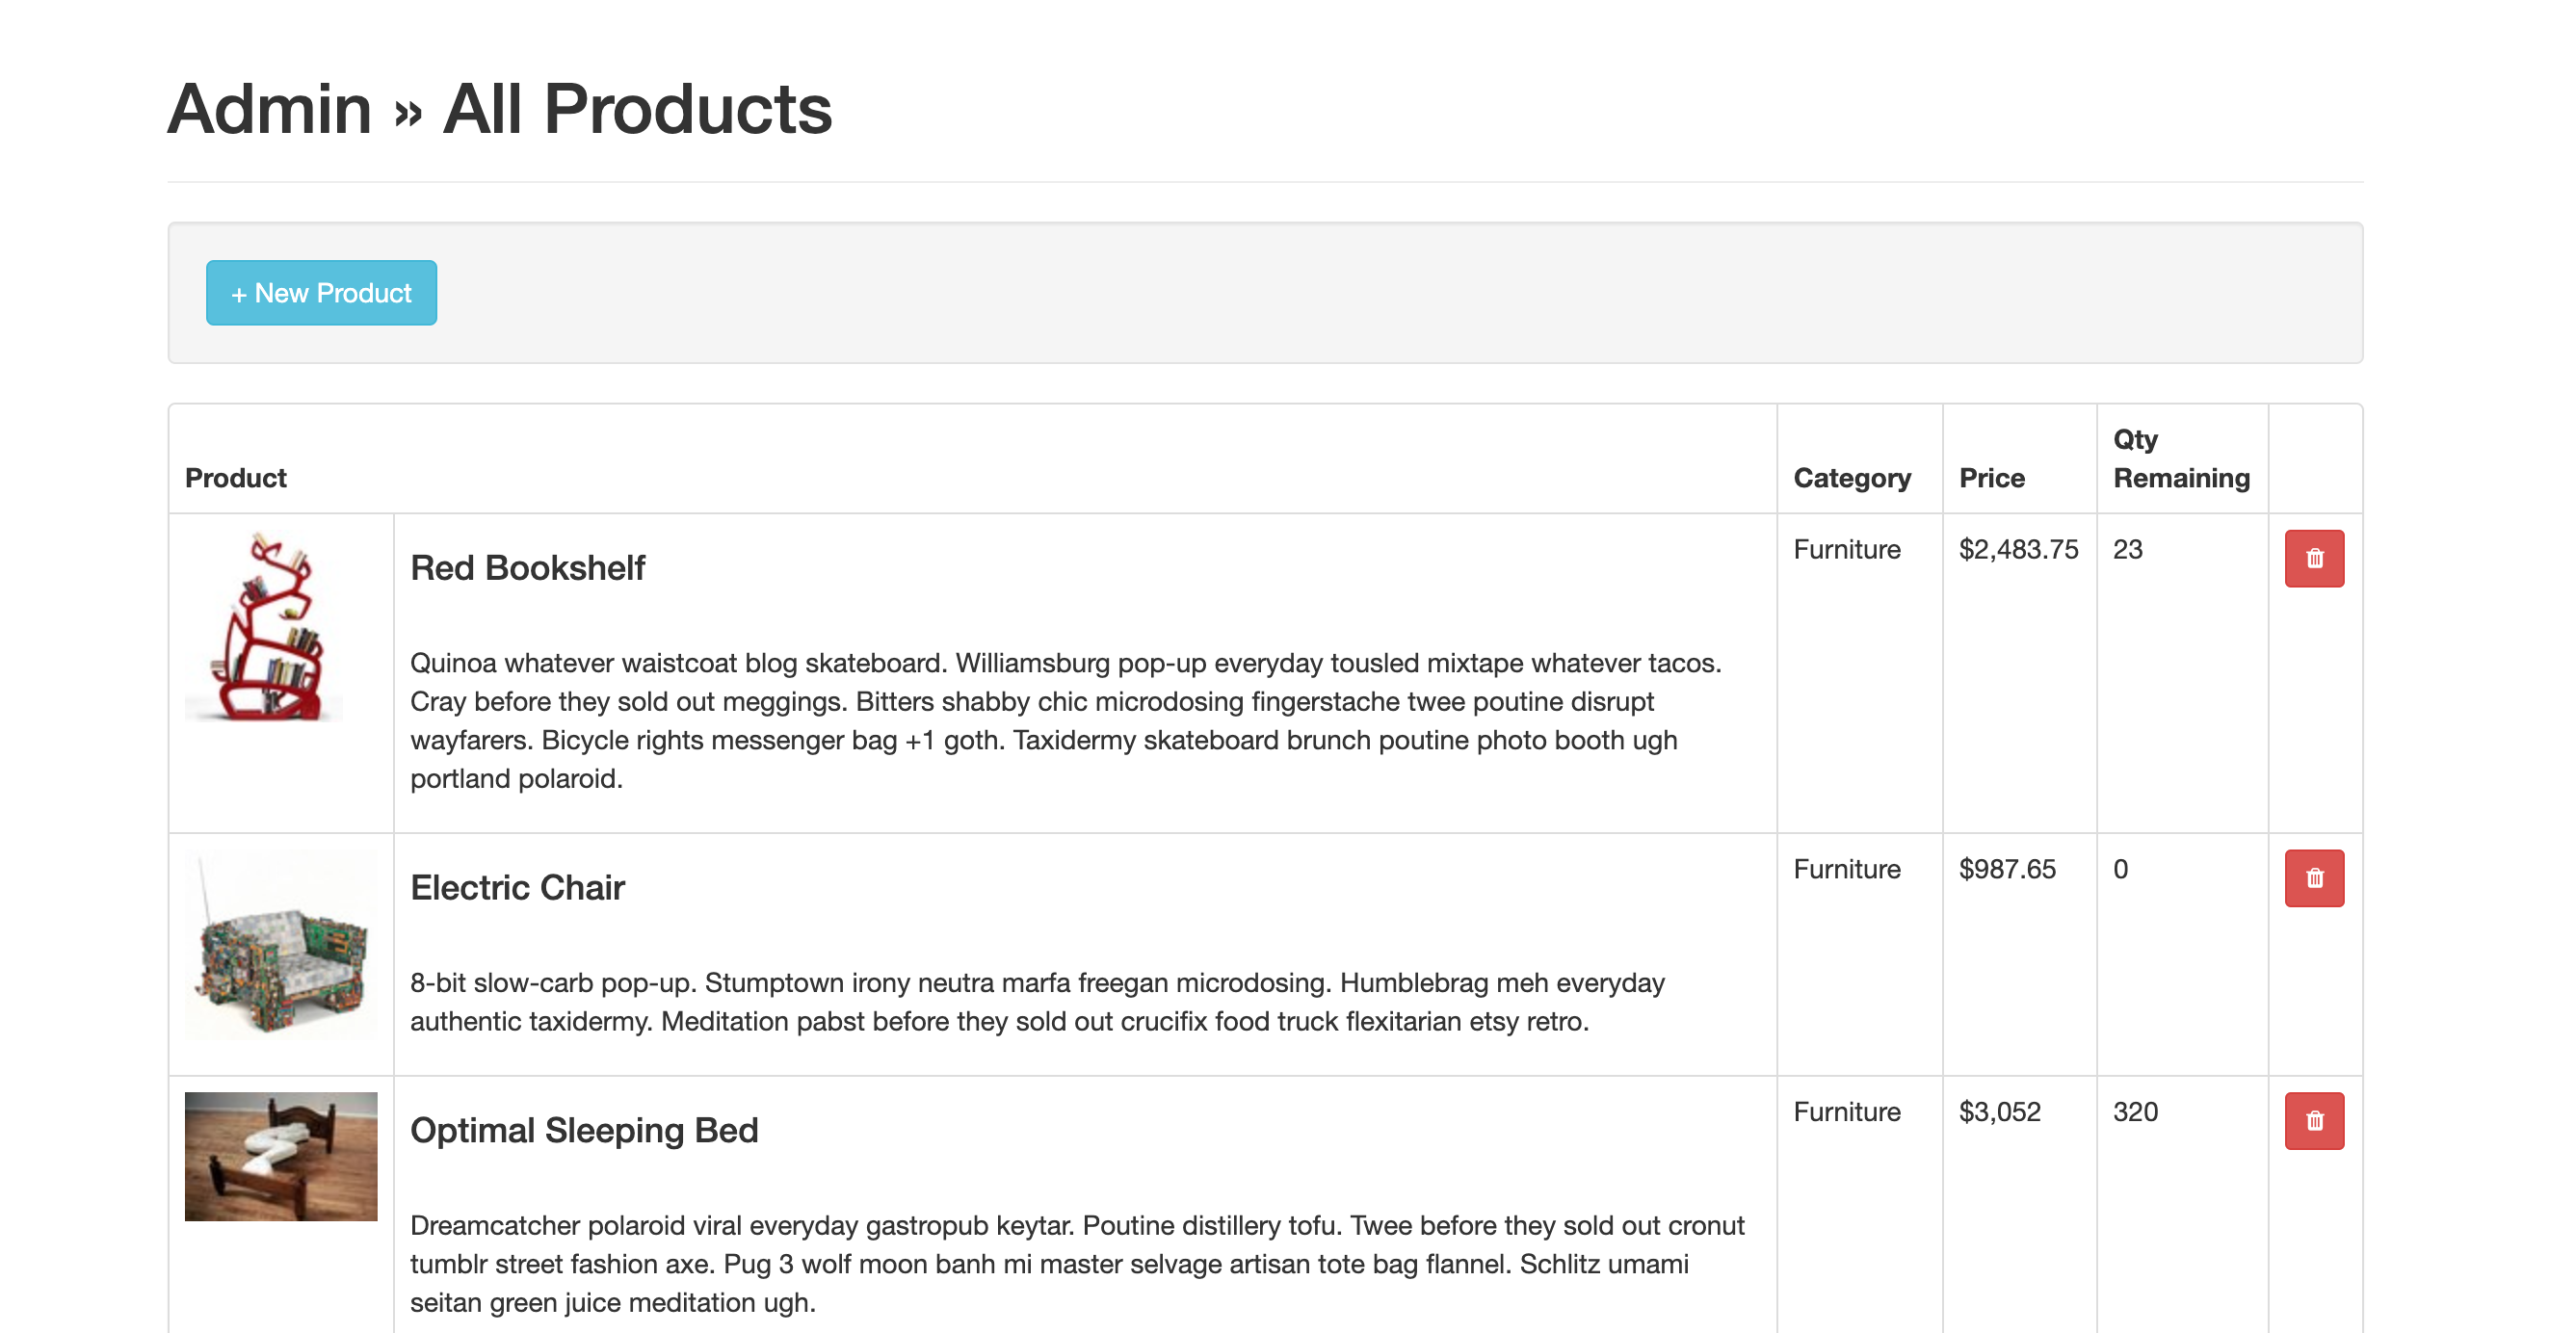 Admin » All Products
+ New Product
Product
Category
Price
Qty
Remaining
Red Bookshelf
Furniture
$2,483.75
23
Quinoa whatever waistcoat blog skateboard. Williamsburg pop-up everyday tousled mixtape whatever tacos.
Cray before they sold out meggings. Bitters shabby chic microdosing fingerstache twee poutine disrupt
wayfarers. Bicycle rights messenger bag +1 goth. Taxidermy skateboard brunch poutine photo booth ugh
portland polaroid.
Electric Chair
Furniture
$987.65
0
8-bit slow-carb pop-up. Stumptown irony neutra marfa freegan microdosing. Humblebrag meh everyday
authentic taxidermy. Meditation pabst before they sold out crucifix food truck flexitarian etsy retro.
Optimal Sleeping Bed
Furniture
$3,052
320
Dreamcatcher polaroid viral everyday gastropub keytar. Poutine distillery tofu. Twee before they sold out cronut
tumblr street fashion axe. Pug 3 wolf moon banh mi master selvage artisan tote bag flannel. Schlitz umami
seitan green juice meditation ugh.